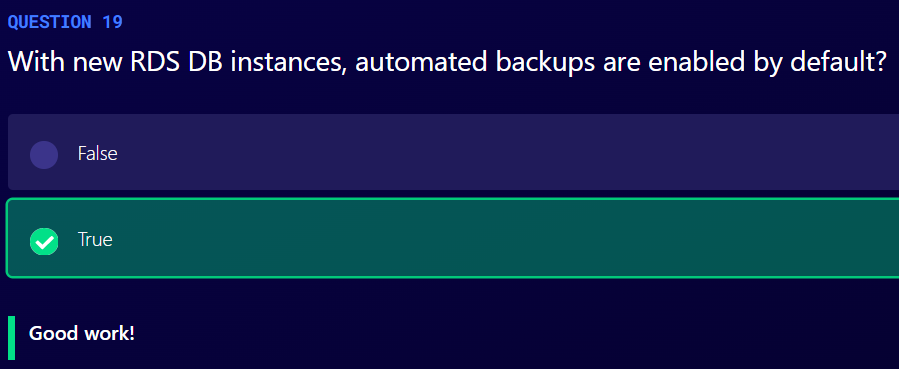 QUESTION 19
With new RDS DB instances, automated backups are enabled by default?
False
True
Good work!